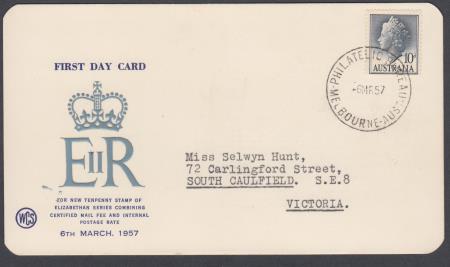 FIRST DAY CARD
10d
AUSTRALIA
PHILATELIC BUREAU
-6MR57
MELBOURNE-AUST
EIIR
Miss Selwyn Hunt,
72 Carlingford Street,
SOUTH CAULFIELD. S.E.8
VICTORIA.
FOR NEW TENPENNY STAMP OF
ELIZABETHAN SERIES COMBINING
CERTIFIED MAIL FEE AND INTERNAL
POSTAGE RATE
WCS
6TH MARCH, 1957